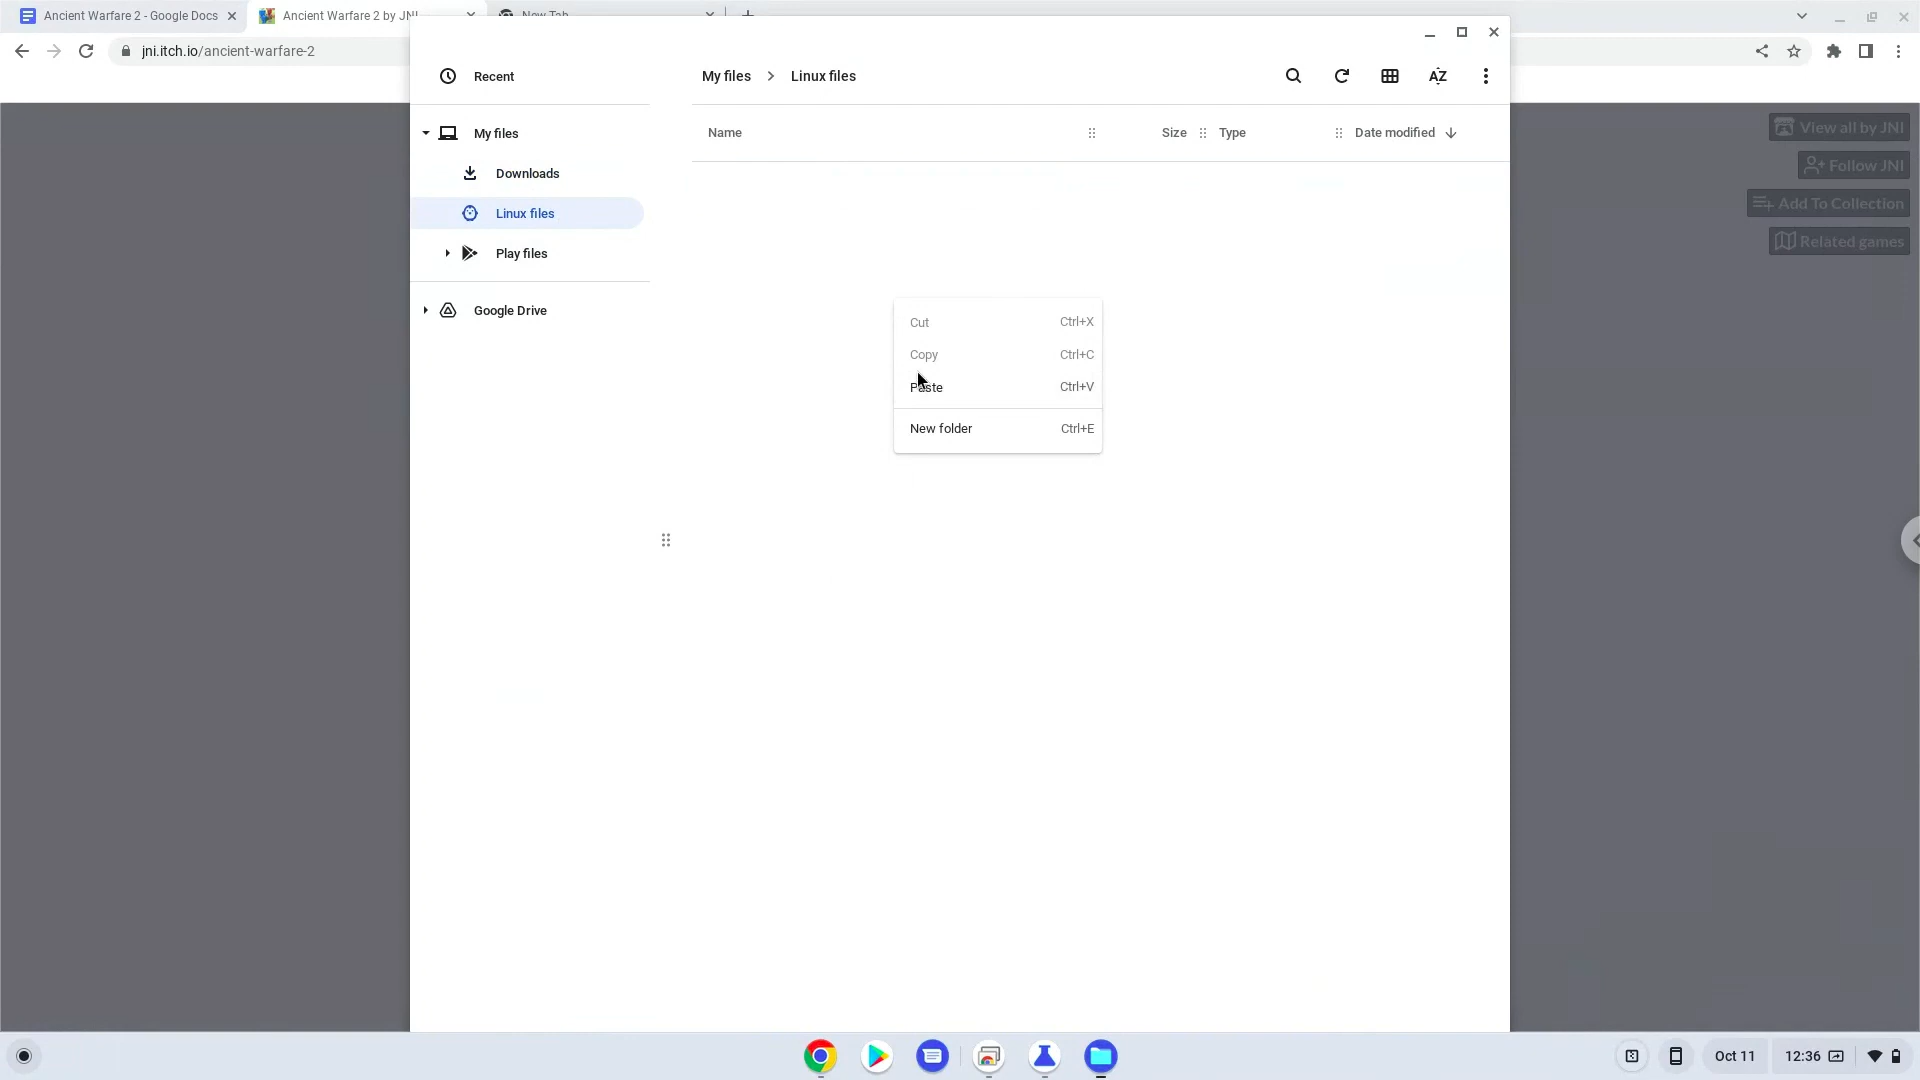 Ancient Warfare 2 - Google Docs
Ancient Warfare 2 by JNI
New Tab
jni.itch.io/ancient-warfare-2
Recent
My files
Downloads
Linux files
Play files
Google Drive
My files > Linux files
AZ
Name
Size
Type
Date modified
Cut Ctrl+X
Copy Ctrl+C
Paste Ctrl+V
New folder Ctrl+E
View all by JNI
Follow JNI
Add To Collection
Related games
Oct 11
12:36